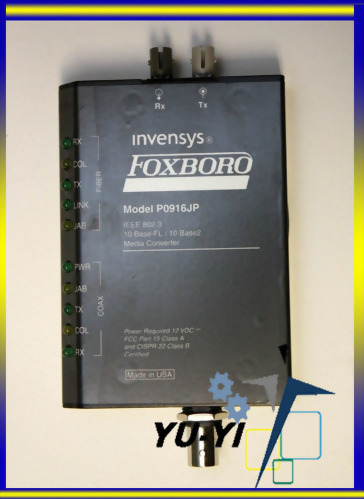 Rx Tx
invensys®
FOXBORO
Model P0916JP
IEEE 802.3
10 Base-FL / 10 Base2
Media Converter
RX
COL
TX
LINK
JAB
FIBER
PWR
JAB
TX
COL
RX
COAX
Power Required 12 VDC
FCC Part 15 Class A
and CISPR 22 Class B
Certified
Made in USA
YU-YI